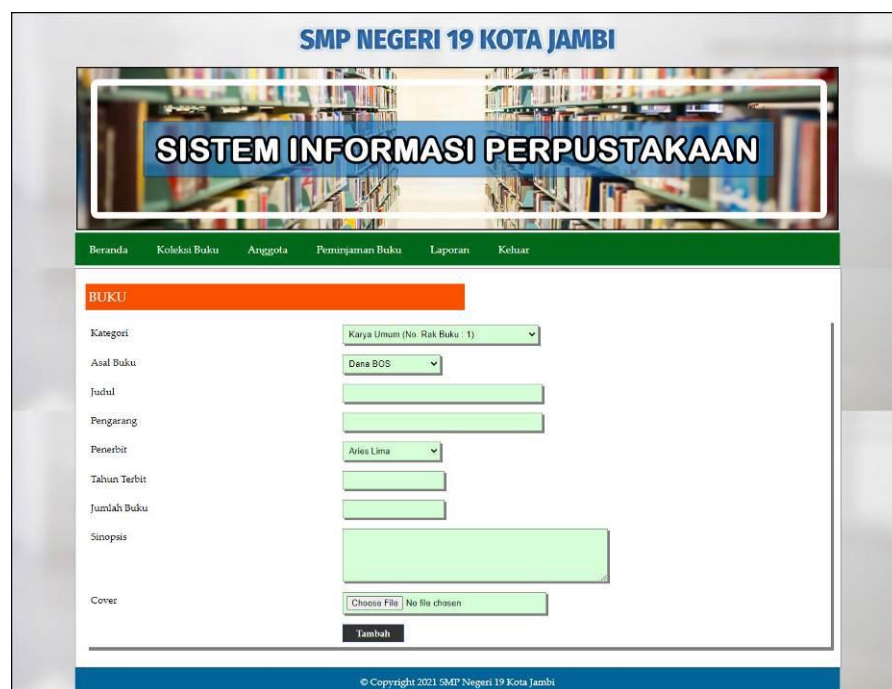 SMP NEGERI 19 KOTA JAMBI
SISTEM INFORMASI PERPUSTAKAAN
Beranda Koleksi Buku Anggota Peminjaman Buku Laporan Keluar
BUKU
Kategori Karya Umum (No. Rak Buku : 1)
Asal Buku Dana BOS
Judul
Pengarang
Penerbit Aries Lima
Tahun Terbit
Jumlah Buku
Sinopsis
Cover Choose File No file chosen
Tambah
© Copyright 2021 SMP Negeri 19 Kota Jambi